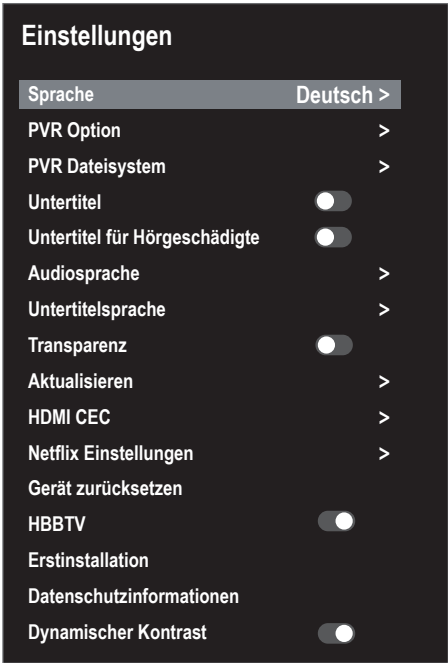 Einstellungen
Sprache Deutsch >
PVR Option >
PVR Dateisystem >
Untertitel
Untertitel für Hörgeschädigte
Audiosprache >
Untertitelsprache >
Transparenz
Aktualisieren >
HDMI CEC >
Netflix Einstellungen >
Gerät zurücksetzen
HBBTV
Erstinstallation
Datenschutzinformationen
Dynamischer Kontrast